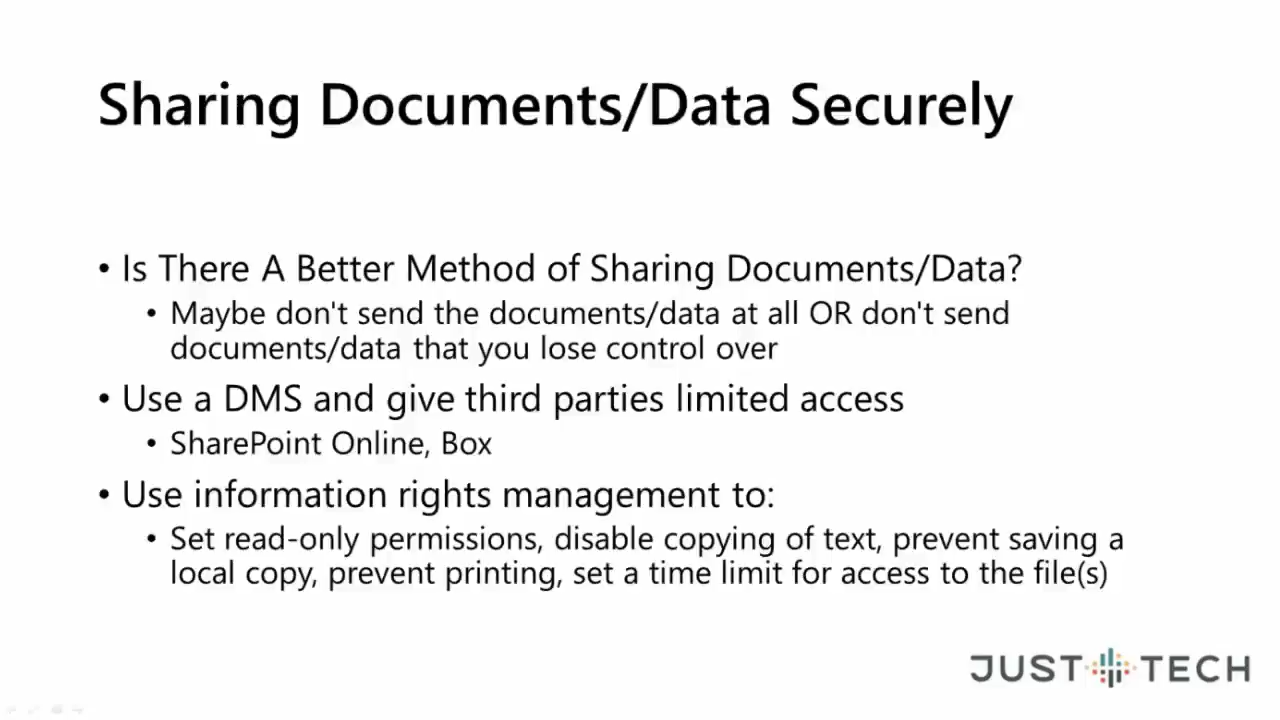 Sharing Documents/Data Securely
• Is There A Better Method of Sharing Documents/Data?
• Maybe don't send the documents/data at all OR don't send
documents/data that you lose control over
• Use a DMS and give third parties limited access
• SharePoint Online, Box
• Use information rights management to:
• Set read-only permissions, disable copying of text, prevent saving a
local copy, prevent printing, set a time limit for access to the file(s)
JUST TECH